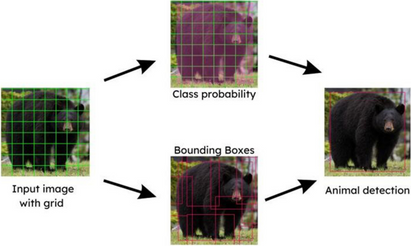 Class probability
Bounding Boxes
Input image
with grid
Animal detection